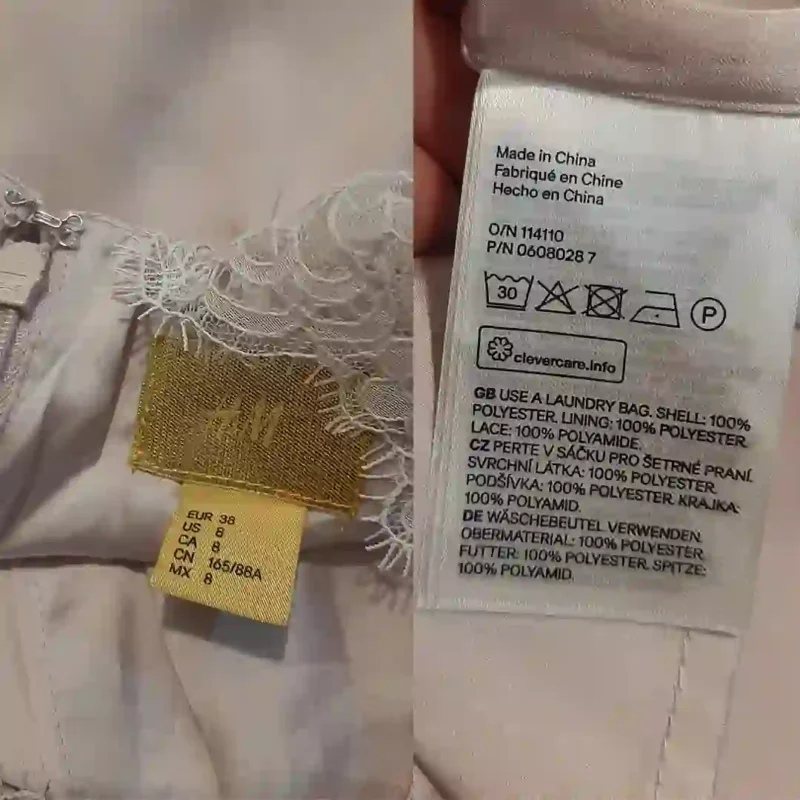 H&M
EUR 38
US 8
CA 8
CN 165/88A
MX 8
Made in China
Fabriqué en Chine
Hecho en China
O/N 114110
P/N 0608028 7
30
P
clevercare.info
GB USE A LAUNDRY BAG. SHELL: 100%
POLYESTER. LINING: 100% POLYESTER.
LACE: 100% POLYAMIDE.
CZ PERTE V SÁČKU PRO ŠETRNÉ PRANÍ.
SVRCHNÍ LÁTKA: 100% POLYESTER.
PODŠÍVKA: 100% POLYESTER. KRAJKA:
100% POLYAMID.
DE WÄSCHEBEUTEL VERWENDEN.
OBERMATERIAL: 100% POLYESTER.
FUTTER: 100% POLYESTER. SPITZE:
100% POLYAMID.